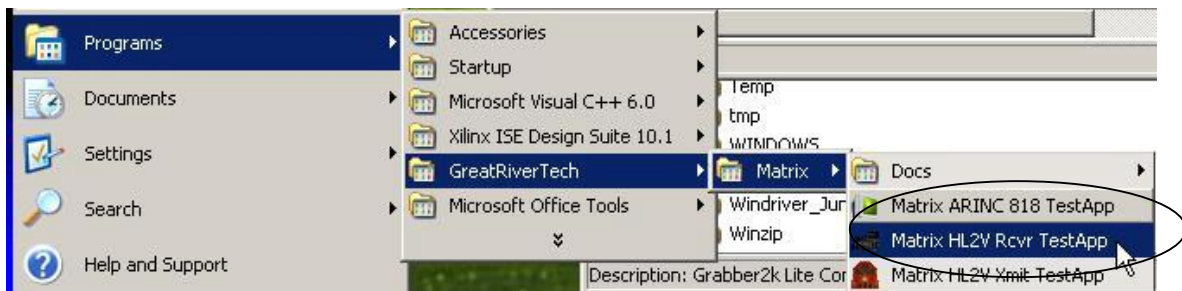 Programs
Documents
Settings
Search
Help and Support
Accessories
Startup
Microsoft Visual C++ 6.0
Xilinx ISE Design Suite 10.1
GreatRiverTech
Microsoft Office Tools
Temp
tmp
WINDOWS
Matrix
Windriver_Jun
Winzip
Description: Grabber2k Lite Cor
Docs
Matrix ARINC 818 TestApp
Matrix HL2V Rcvr TestApp
Matrix HL2V Xmit TestApp